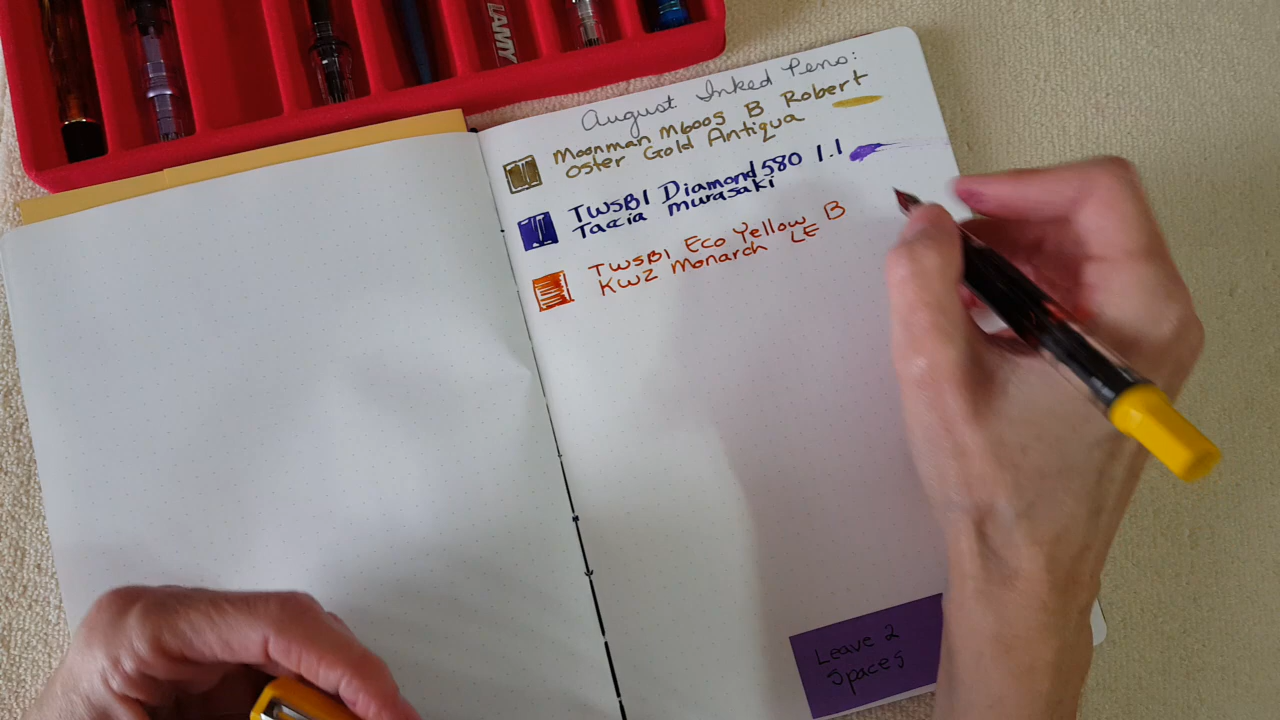 LAMY
August Inked Pens:
Moonman M600S B Robert
Oster Gold Antiqua
TWSBI Diamond 580 1.1
Taccia murasaki
TWSBI Eco Yellow B
KWZ Monarch LE
Leave 2
Spaces